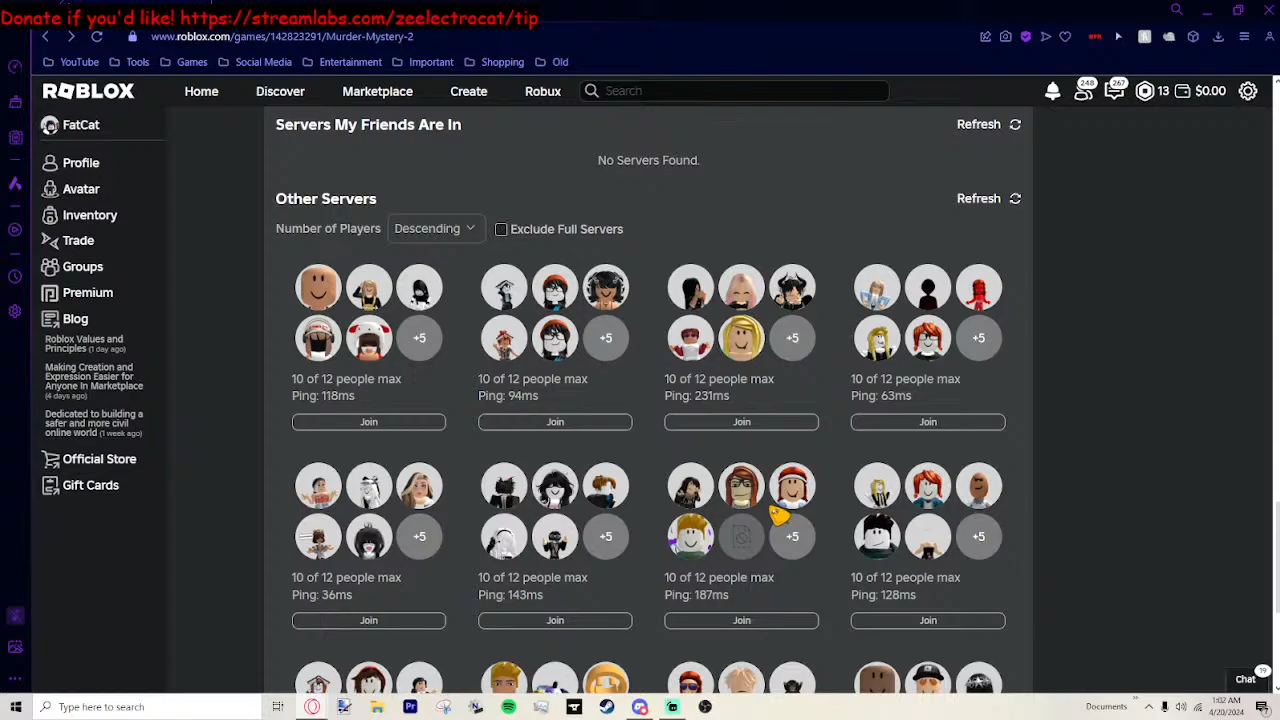 Donate if you'd like! https://streamlabs.com/zeelectrocat/tip
www.roblox.com/games/142823291/Murder-Mystery-2
YouTube Tools Games Social Media Entertainment Important Shopping Old
ROBLOX Home Discover Marketplace Create Robux Search 248 267 13 $0.00
FatCat
Profile
Avatar
Inventory
Trade
Groups
Premium
Blog
Roblox Values and
Principles (1 day ago)
Making Creation and
Expression Easier for
Anyone In Marketplace
(4 days ago)
Dedicated to building a
safer and more civil
online world (1 week ago)
Official Store
Gift Cards
Servers My Friends Are In Refresh
No Servers Found.
Other Servers Refresh
Number of Players Descending Exclude Full Servers
+5 +5 +5 +5
10 of 12 people max 10 of 12 people max 10 of 12 people max 10 of 12 people max
Ping: 118ms Ping: 94ms Ping: 231ms Ping: 63ms
Join Join Join Join
+5 +5 +5 +5
10 of 12 people max 10 of 12 people max 10 of 12 people max 10 of 12 people max
Ping: 36ms Ping: 143ms Ping: 187ms Ping: 128ms
Join Join Join Join
Chat 19
Type here to search
Pr
Documents
1:02 AM
4/20/2024